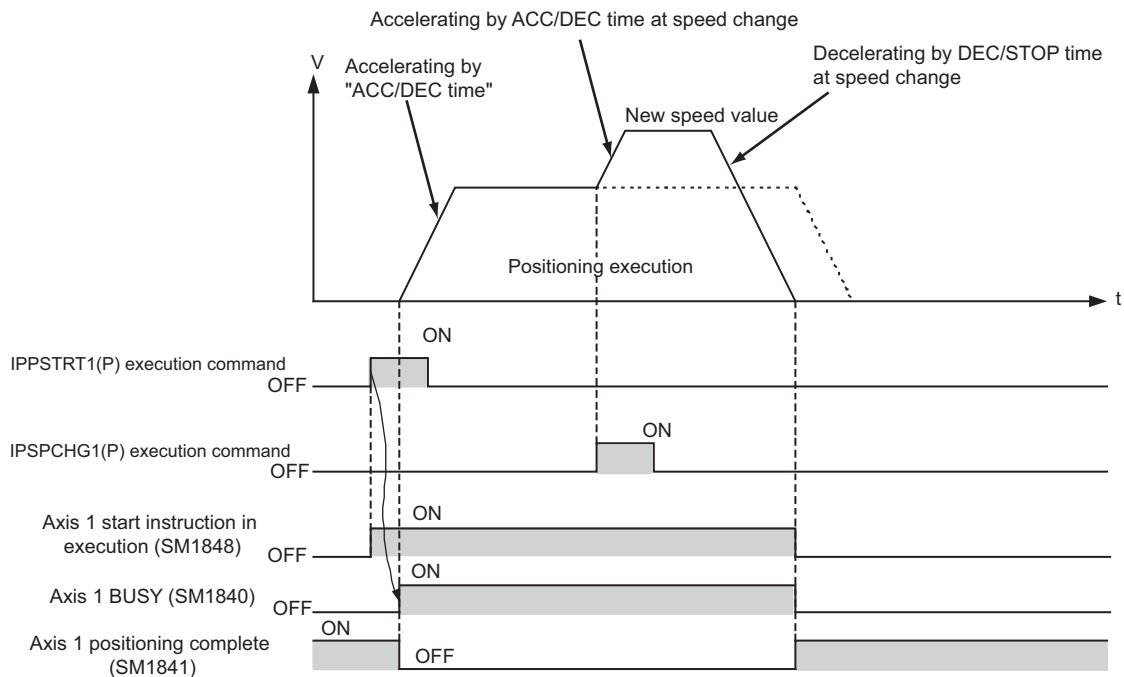 Accelerating by ACC/DEC time at speed change
Decelerating by DEC/STOP time
at speed change
V
Accelerating by
"ACC/DEC time"
New speed value
Positioning execution
t
ON
IPPSTRT1(P) execution command
OFF
ON
IPSPCHG1(P) execution command
OFF
ON
Axis 1 start instruction in
execution (SM1848)
OFF
ON
Axis 1 BUSY (SM1840)
OFF
ON
Axis 1 positioning complete
(SM1841)
OFF